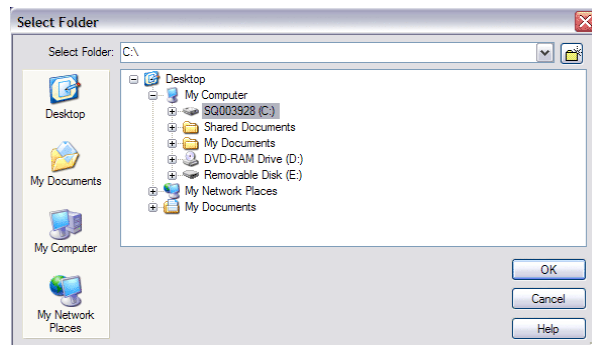 Select Folder
Select Folder: C:\
Desktop
My Documents
My Computer
My Network
Places
Desktop
My Computer
SQ003928 (C:)
Shared Documents
My Documents
DVD-RAM Drive (D:)
Removable Disk (E:)
My Network Places
My Documents
OK
Cancel
Help